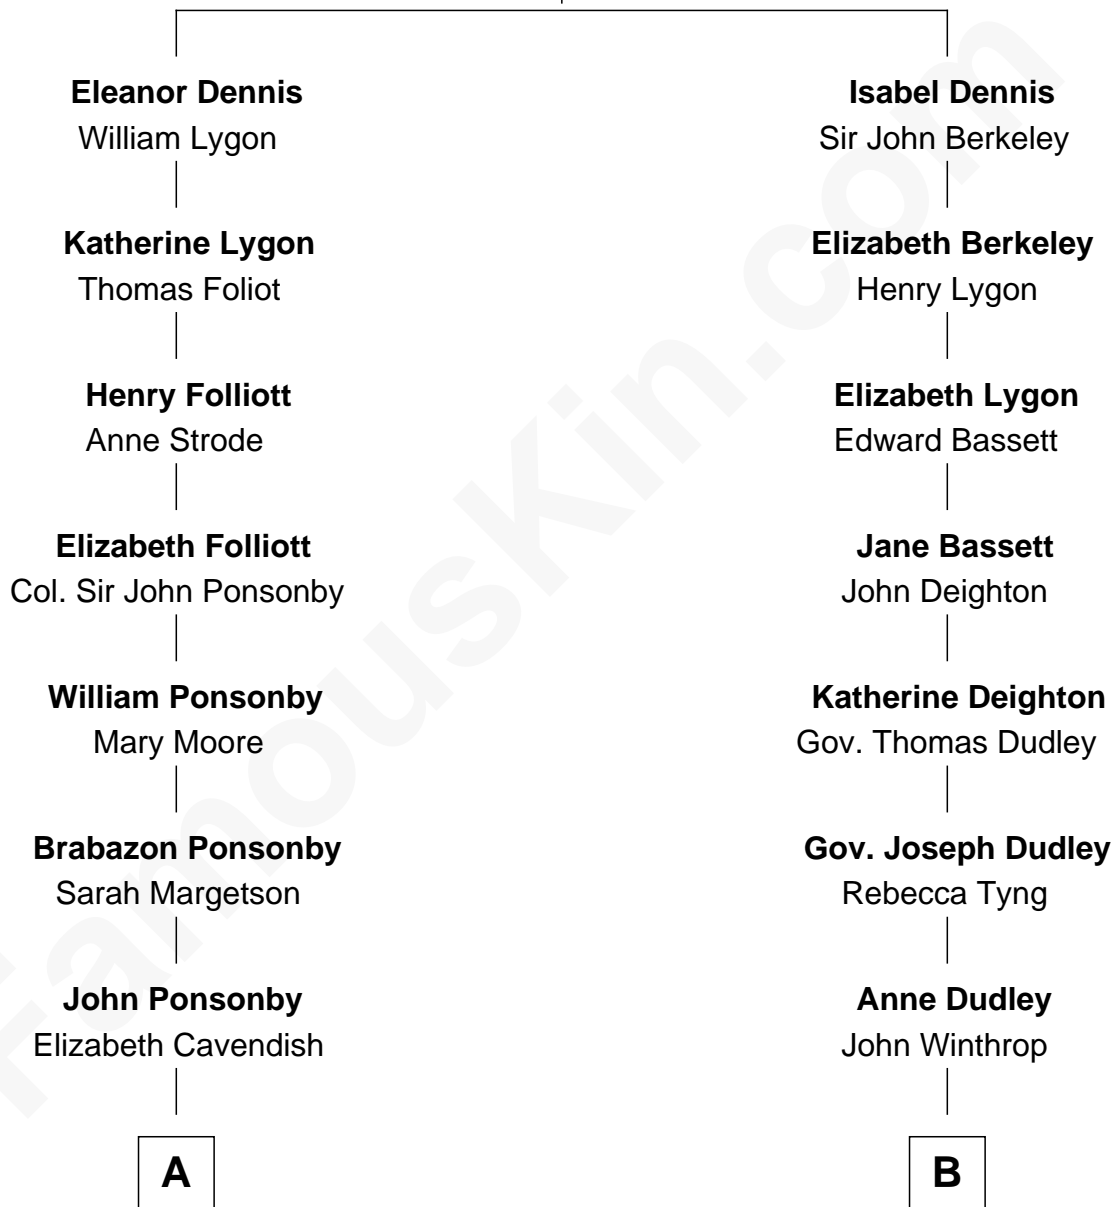 Eleanor Dennis
William Lygon
Katherine Lygon
Thomas Foliot
Henry Folliott
Anne Strode
Elizabeth Folliott
Col. Sir John Ponsonby
William Ponsonby
Mary Moore
Brabazon Ponsonby
Sarah Margetson
John Ponsonby
Elizabeth Cavendish
A
Isabel Dennis
Sir John Berkeley
Elizabeth Berkeley
Henry Lygon
Elizabeth Lygon
Edward Bassett
Jane Bassett
John Deighton
Katherine Deighton
Gov. Thomas Dudley
Gov. Joseph Dudley
Rebecca Tyng
Anne Dudley
John Winthrop
B
FamousKin.com